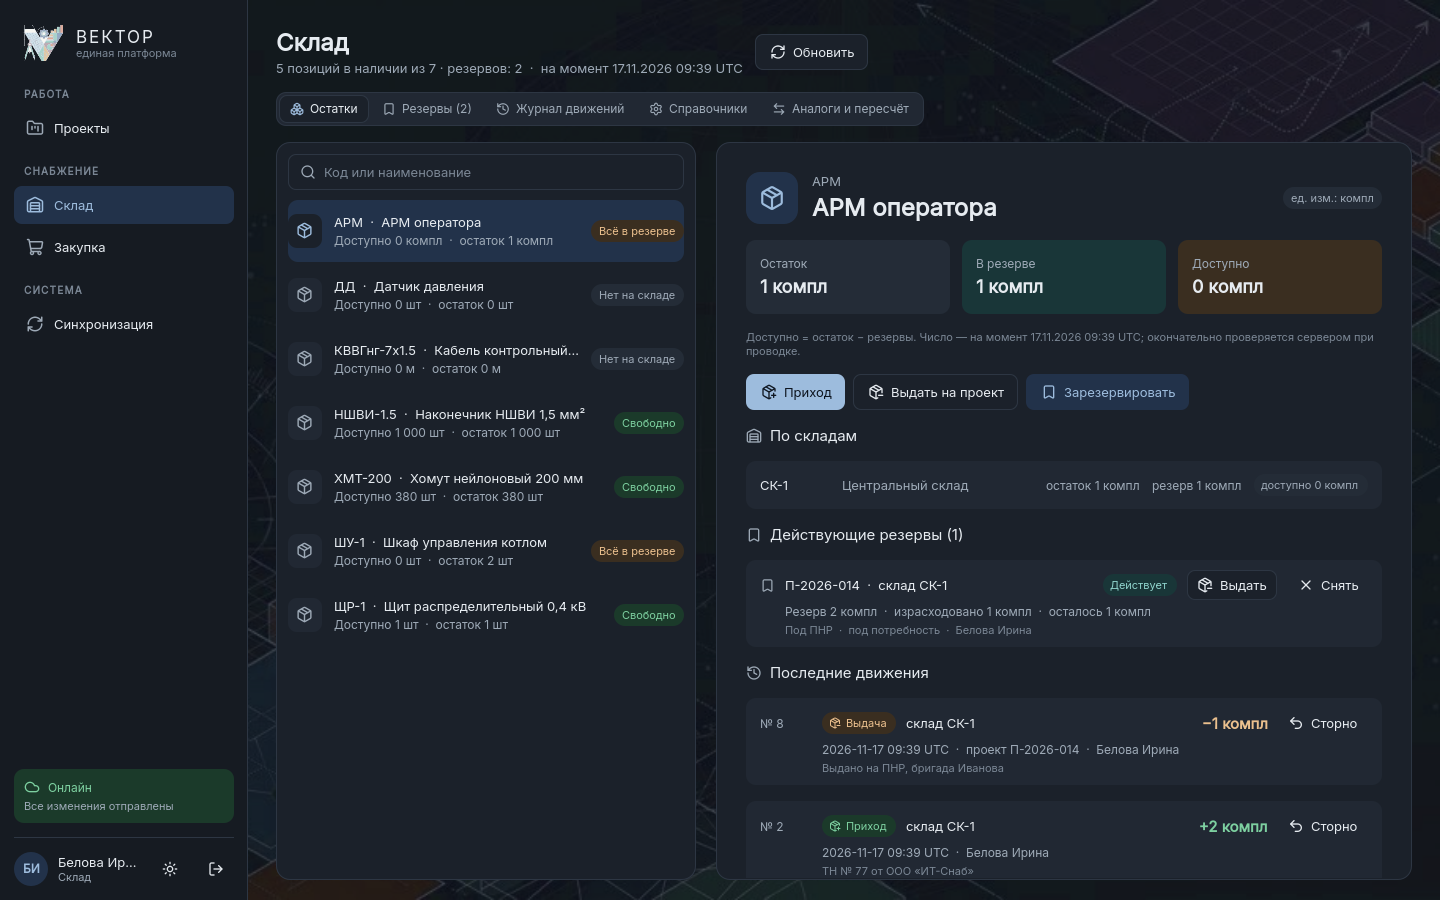 ВЕКТОР
единая платформа
РАБОТА
Проекты
СНАБЖЕНИЕ
Склад
Закупка
СИСТЕМА
Синхронизация
Онлайн
Все изменения отправлены
БИ
Белова Ир...
Склад
Склад
5 позиций в наличии из 7 · резервов: 2 · на момент 17.11.2026 09:39 UTC
Обновить
Остатки
Резервы (2)
Журнал движений
Справочники
Аналоги и пересчёт
Код или наименование
АРМ · АРМ оператора
Доступно 0 компл · остаток 1 компл
Всё в резерве
ДД · Датчик давления
Доступно 0 шт · остаток 0 шт
Нет на складе
КВВГнг-7х1.5 · Кабель контрольный...
Доступно 0 м · остаток 0 м
Нет на складе
НШВИ-1.5 · Наконечник НШВИ 1,5 мм²
Доступно 1 000 шт · остаток 1 000 шт
Свободно
ХМТ-200 · Хомут нейлоновый 200 мм
Доступно 380 шт · остаток 380 шт
Свободно
ШУ-1 · Шкаф управления котлом
Доступно 0 шт · остаток 2 шт
Всё в резерве
ЩР-1 · Щит распределительный 0,4 кВ
Доступно 1 шт · остаток 1 шт
Свободно
АРМ
АРМ оператора
ед. изм.: компл
Остаток
1 компл
В резерве
1 компл
Доступно
0 компл
Доступно = остаток − резервы. Число — на момент 17.11.2026 09:39 UTC; окончательно проверяется сервером при
проводке.
Приход
Выдать на проект
Зарезервировать
По складам
СК-1
Центральный склад
остаток 1 компл
резерв 1 компл
доступно 0 компл
Действующие резервы (1)
П-2026-014 · склад СК-1
Действует
Выдать
Снять
Резерв 2 компл · израсходовано 1 компл · осталось 1 компл
Под ПНР · под потребность · Белова Ирина
Последние движения
№ 8
Выдача
склад СК-1
−1 компл
Сторно
2026-11-17 09:39 UTC · проект П-2026-014 · Белова Ирина
Выдано на ПНР, бригада Иванова
№ 2
Приход
склад СК-1
+2 компл
Сторно
2026-11-17 09:39 UTC · Белова Ирина
ТН № 77 от ООО «ИТ-Снаб»